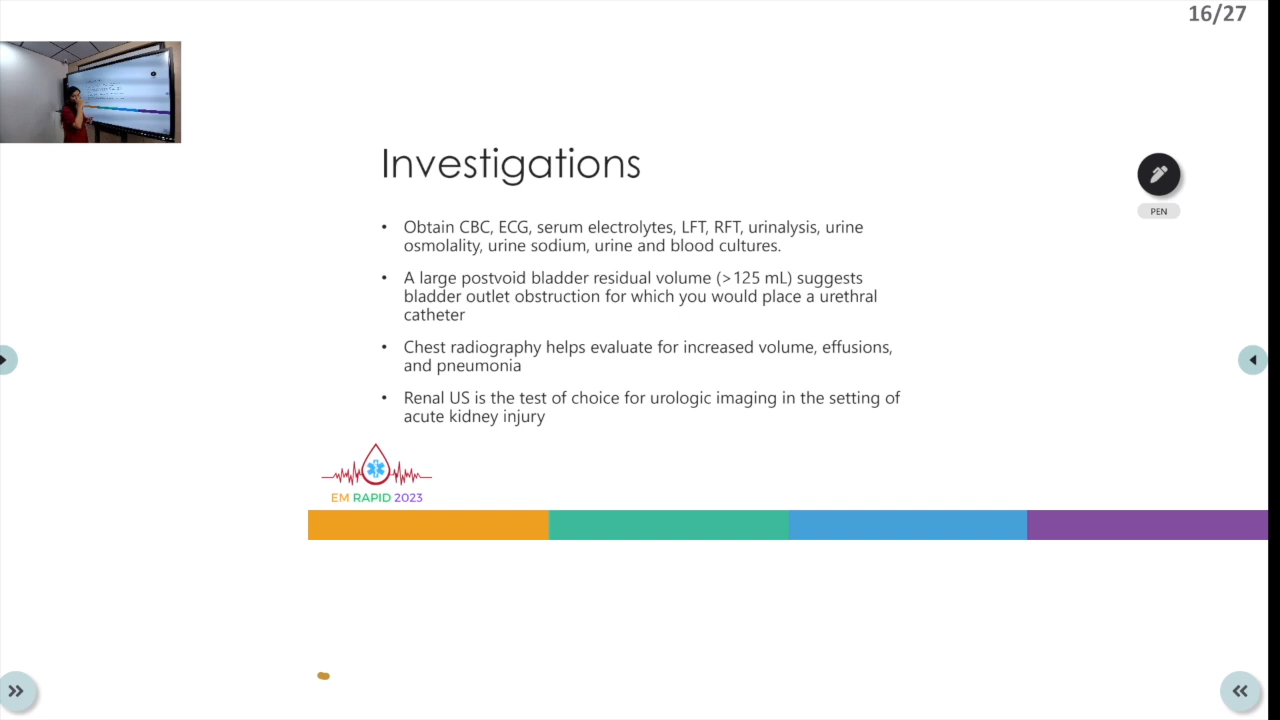 16/27
Investigations
PEN
• Obtain CBC, ECG, serum electrolytes, LFT, RFT, urinalysis, urine
osmolality, urine sodium, urine and blood cultures.
• A large postvoid bladder residual volume (>125 mL) suggests
bladder outlet obstruction for which you would place a urethral
catheter
• Chest radiography helps evaluate for increased volume, effusions,
and pneumonia
• Renal US is the test of choice for urologic imaging in the setting of
acute kidney injury
EM RAPID 2023